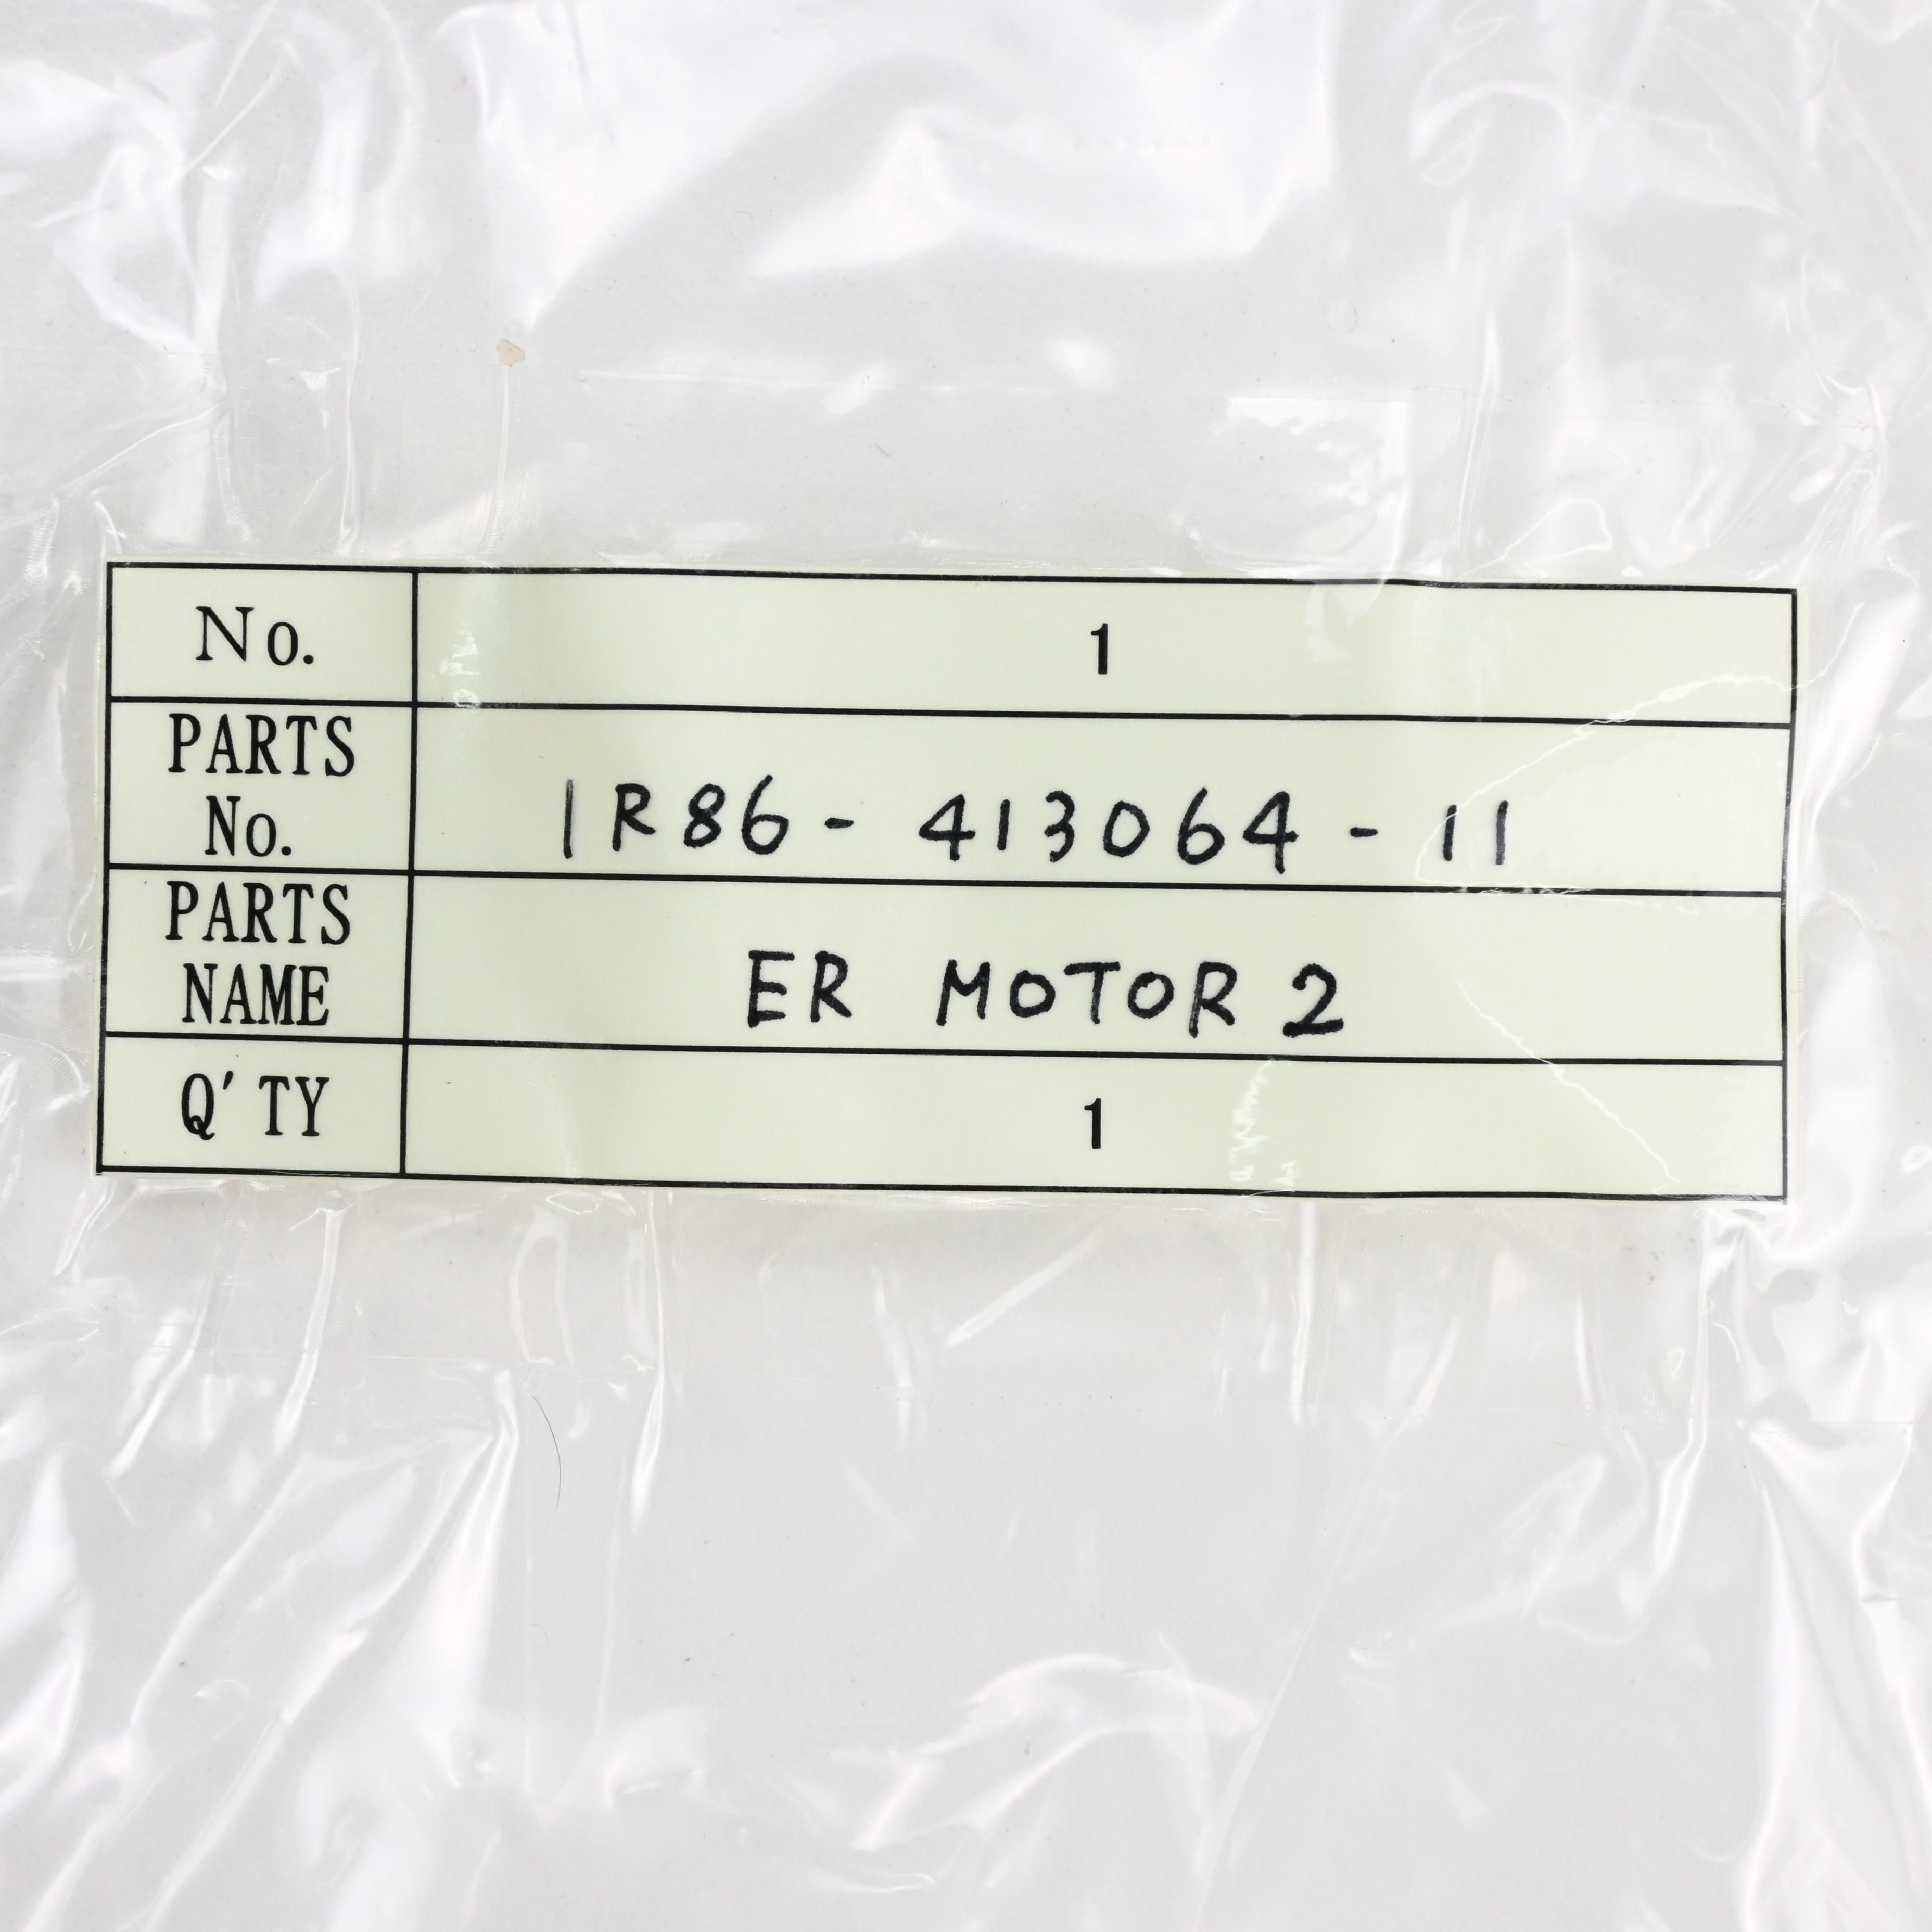 No. 1
PARTS
No. 1R86-413064-11
PARTS
NAME ER MOTOR 2
Q'TY 1